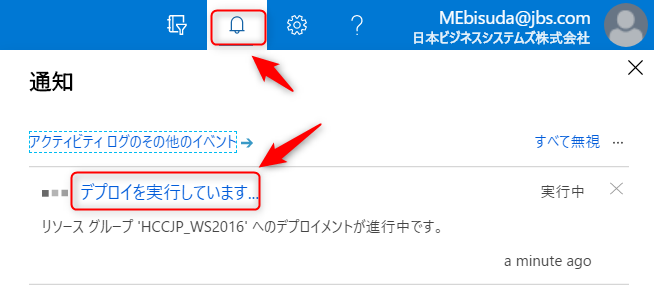 MEbisuda@jbs.com
日本ビジネスシステムズ株式会社
通知
アクティビティ ログのその他のイベント
すべて無視 ...
デプロイを実行しています... 実行中
リソース グループ 'HCCJP_WS2016' へのデプロイメントが進行中です。
a minute ago